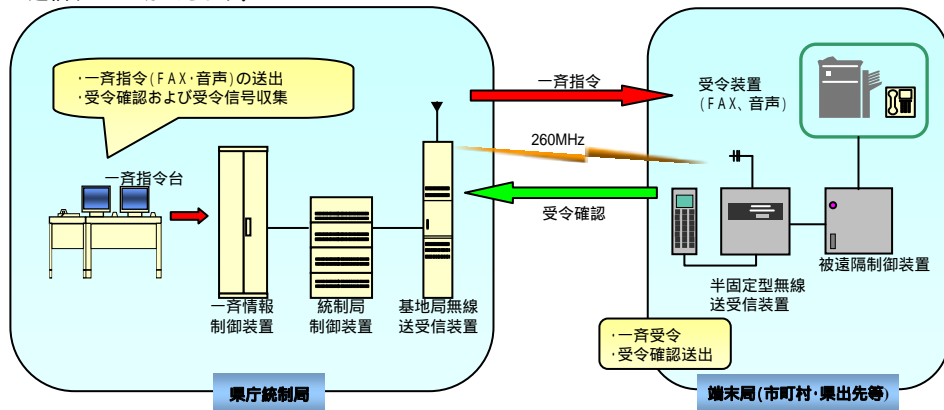 ・一斉指令(FAX・音声)の送出
・受令確認および受令信号収集
一斉指令台
一斉情報
制御装置
統制局
制御装置
基地局無線
送受信装置
県庁統制局
一斉指令
260MHz
受令確認
受令装置
(FAX、音声)
半固定型無線
送受信装置
被遠隔制御装置
・一斉受令
・受令確認送出
端末局(市町村・県出先等)